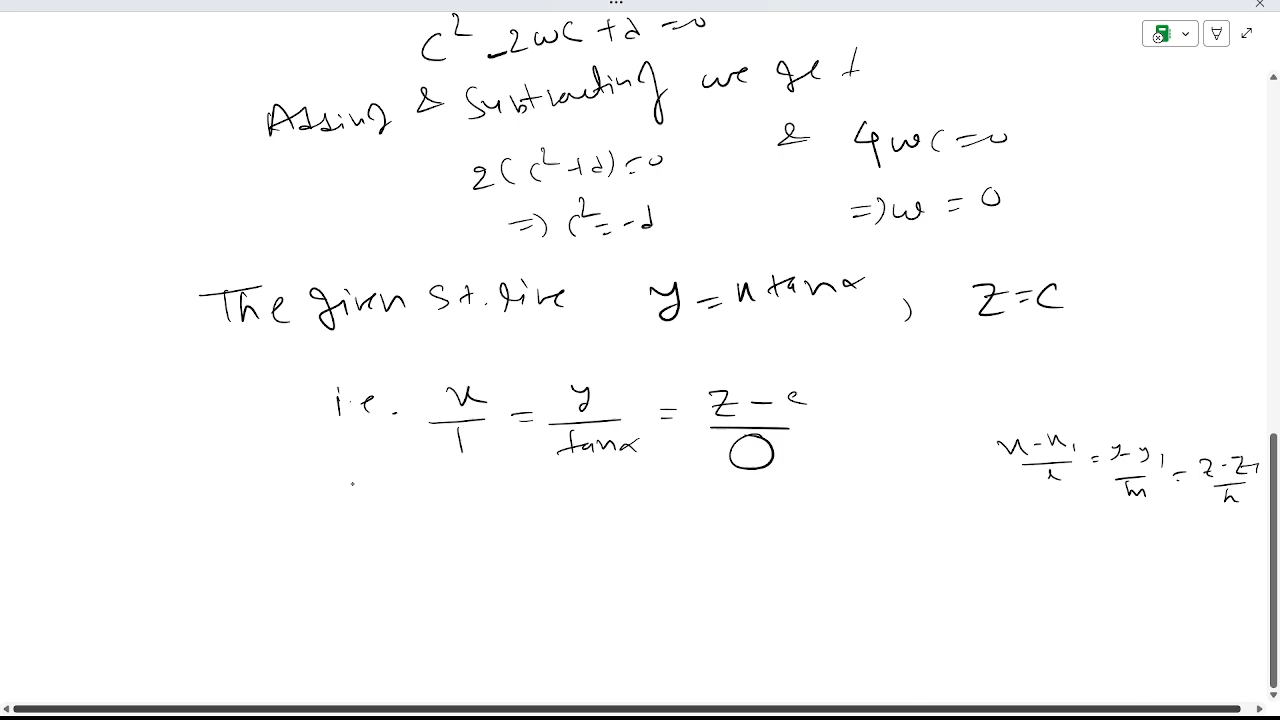 c² - 2wc + d = 0
Adding & Subtracting we get
2(c² + d) = 0 & 4wc = 0
=) c² = -d =) w = 0
The given st. line y = x tanα, z = c
i.e. x/1 = y/tanα = z-c/0
x-x₁/l = y-y₁/m = z-z₁/n